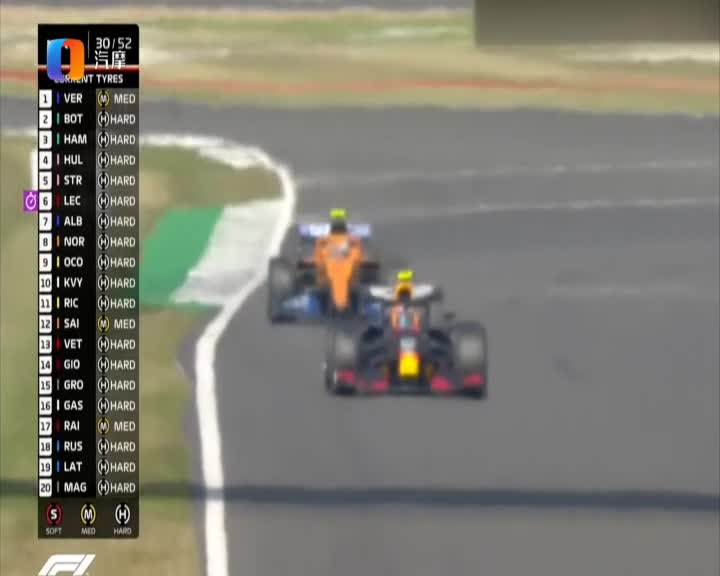 30/52
汽摩
CURRENT TYRES
1 VER M MED
2 BOT H HARD
3 HAM H HARD
4 HUL H HARD
5 STR H HARD
6 LEC H HARD
7 ALB H HARD
8 NOR H HARD
9 OCO H HARD
10 KVY H HARD
11 RIC H HARD
12 SAI M MED
13 VET H HARD
14 GIO H HARD
15 GRO H HARD
16 GAS H HARD
17 RAI M MED
18 RUS H HARD
19 LAT H HARD
20 MAG H HARD
S M H
SOFT MED HARD
F1